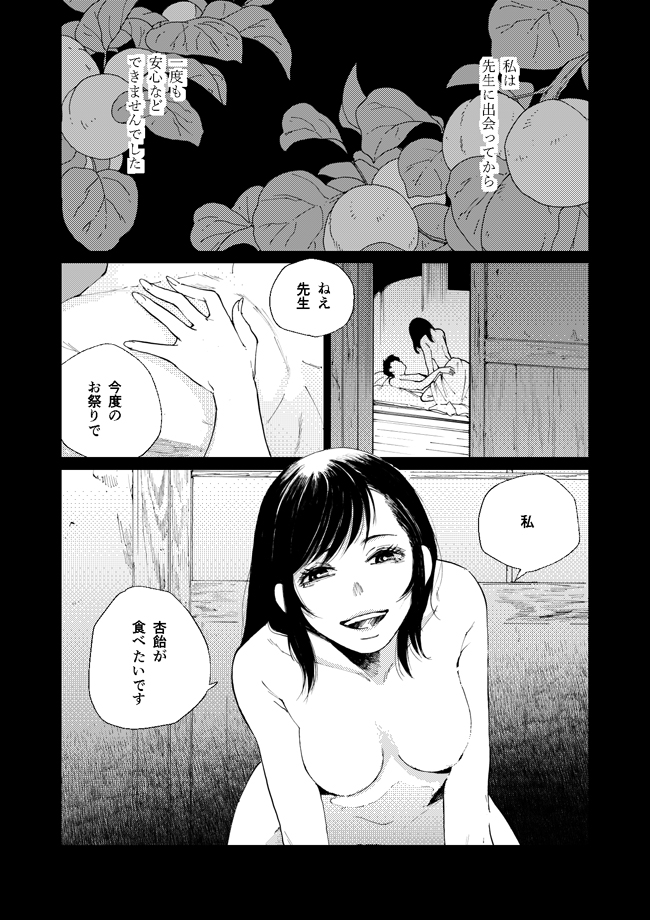 私は
先生に出会ってから
一度も
安心など
できませんでした
ねえ
先生
今度の
お祭りで
私
杏飴が
食べたいです